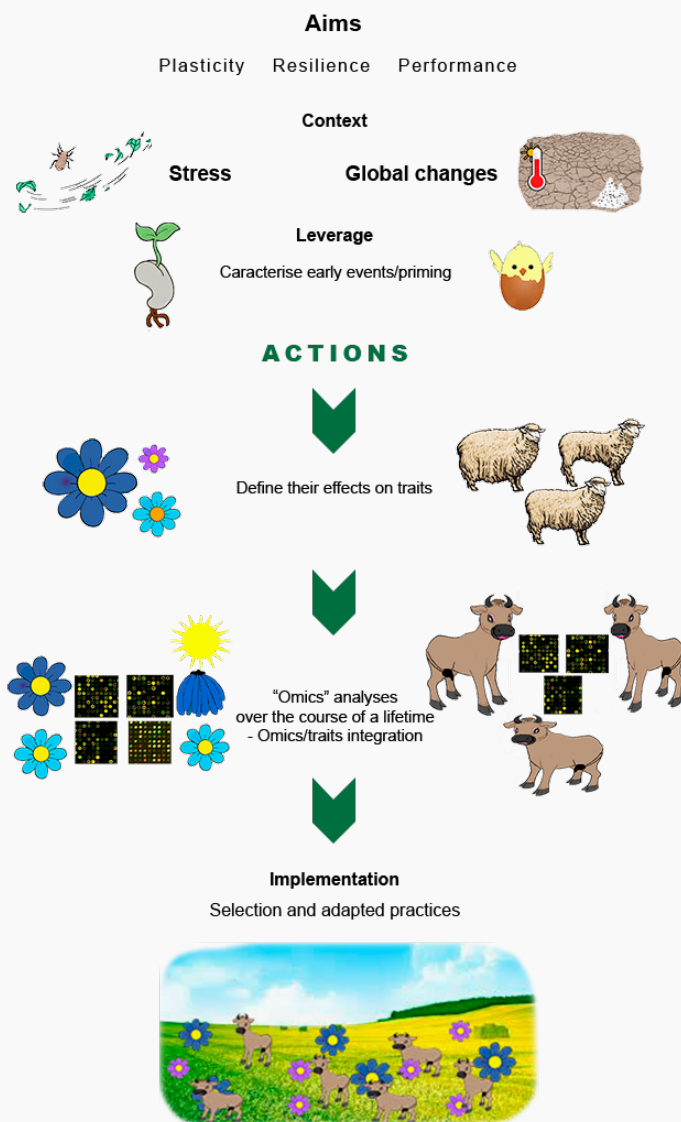 Aims
Plasticity Resilience Performance
Context
Stress Global changes
Leverage
Caracterise early events/priming
ACTIONS
Define their effects on traits
“Omics” analyses
over the course of a lifetime
- Omics/traits integration
Implementation
Selection and adapted practices